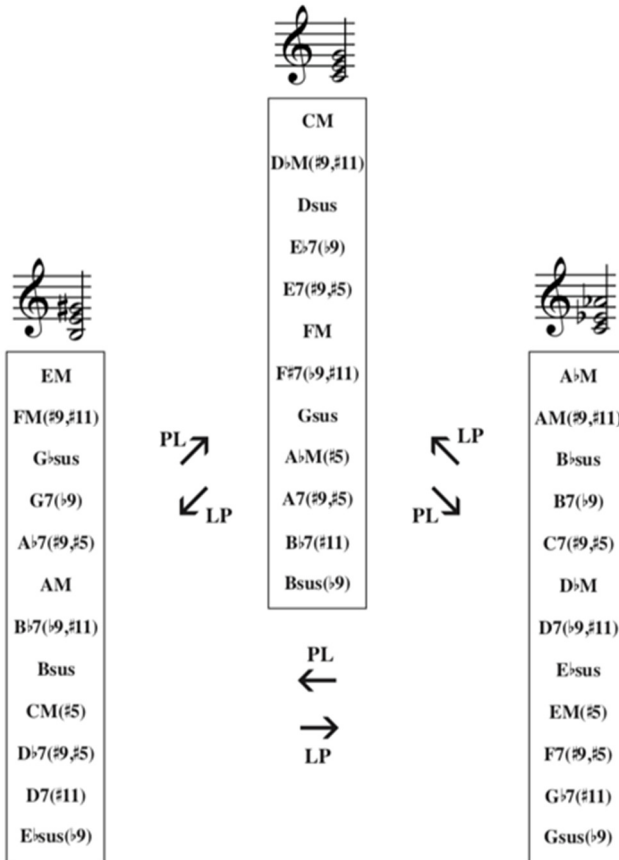 CM
D♭M(♯9,♯11)
Dsus
E♭7(♭9)
E7(♯9,♯5)
FM
F♯7(♭9,♯11)
Gsus
A♭M(♯5)
A7(♯9,♯5)
B♭7(♯11)
Bsus(♭9)
EM
FM(♯9,♯11)
G♭sus
G7(♭9)
A♭7(♯9,♯5)
AM
B♭7(♭9,♯11)
Bsus
CM(♯5)
D♭7(♯9,♯5)
D7(♯11)
E♭sus(♭9)
PL
LP
LP
PL
PL
LP
A♭M
AM(♯9,♯11)
B♭sus
B7(♭9)
C7(♯9,♯5)
D♭M
D7(♭9,♯11)
E♭sus
EM(♯5)
F7(♯9,♯5)
G♭7(♯11)
Gsus(♭9)